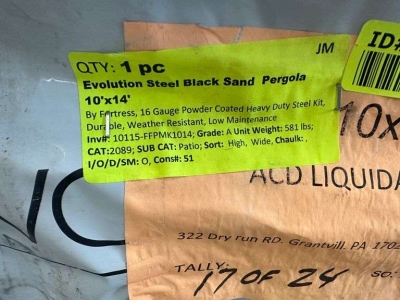 JM
QTY: 1 pc
Evolution Steel Black Sand Pergola
10'x14'
By Fortress, 16 Gauge Powder Coated Heavy Duty Steel Kit,
Durable, Weather Resistant, Low Maintenance
Inv#: 10115-FFPMK1014; Grade: A Unit Weight: 581 lbs;
CAT:2089; SUB CAT: Patio; Sort: High, Wide, Chaulk: ,
I/O/D/SM: O, Cons#: 51
ID#
10x
ACD LIQUIDA
322 Dry run RD. Grantvill, PA 1702
TALLY: 17 OF 24
SO: